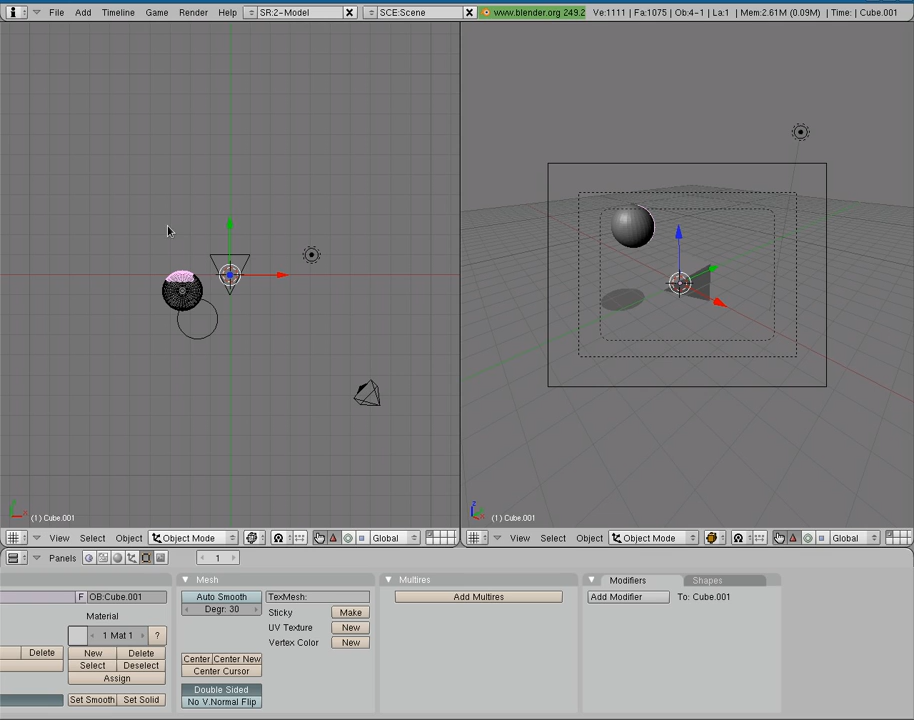 File Add Timeline Game Render Help SR:2-Model SCE:Scene www.blender.org 249.2 Ve:1111 | Fa:1075 | Ob:4-1 | La:1 | Mem:2.61M (0.09M) | Time: | Cube.001
(1) Cube.001
(1) Cube.001
View Select Object Object Mode Global
View Select Object Object Mode Global
Panels 1
Mesh
Multires
Modifiers
Shapes
F OB:Cube.001
Auto Smooth
TexMesh:
Add Multires
Add Modifier
To: Cube.001
Degr: 30
Material
Sticky Make
1 Mat 1 ?
UV Texture New
Vertex Color New
Delete New Delete
Center Center New
Select Deselect
Center Cursor
Assign
Double Sided
Set Smooth Set Solid
No V.Normal Flip